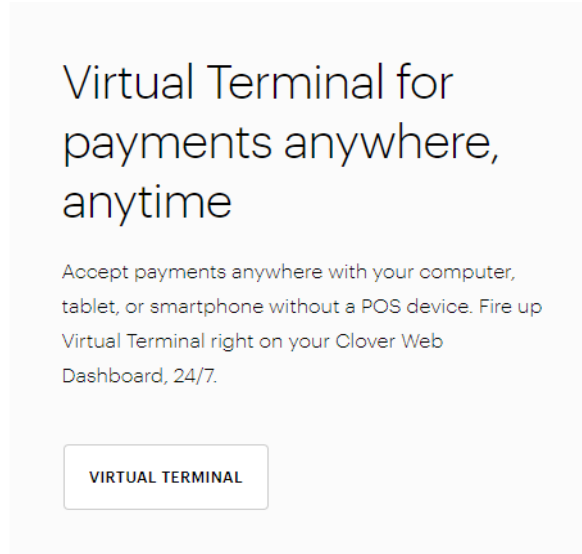 Virtual Terminal for
payments anywhere,
anytime
Accept payments anywhere with your computer,
tablet, or smartphone without a POS device. Fire up
Virtual Terminal right on your Clover Web
Dashboard, 24/7.
VIRTUAL TERMINAL